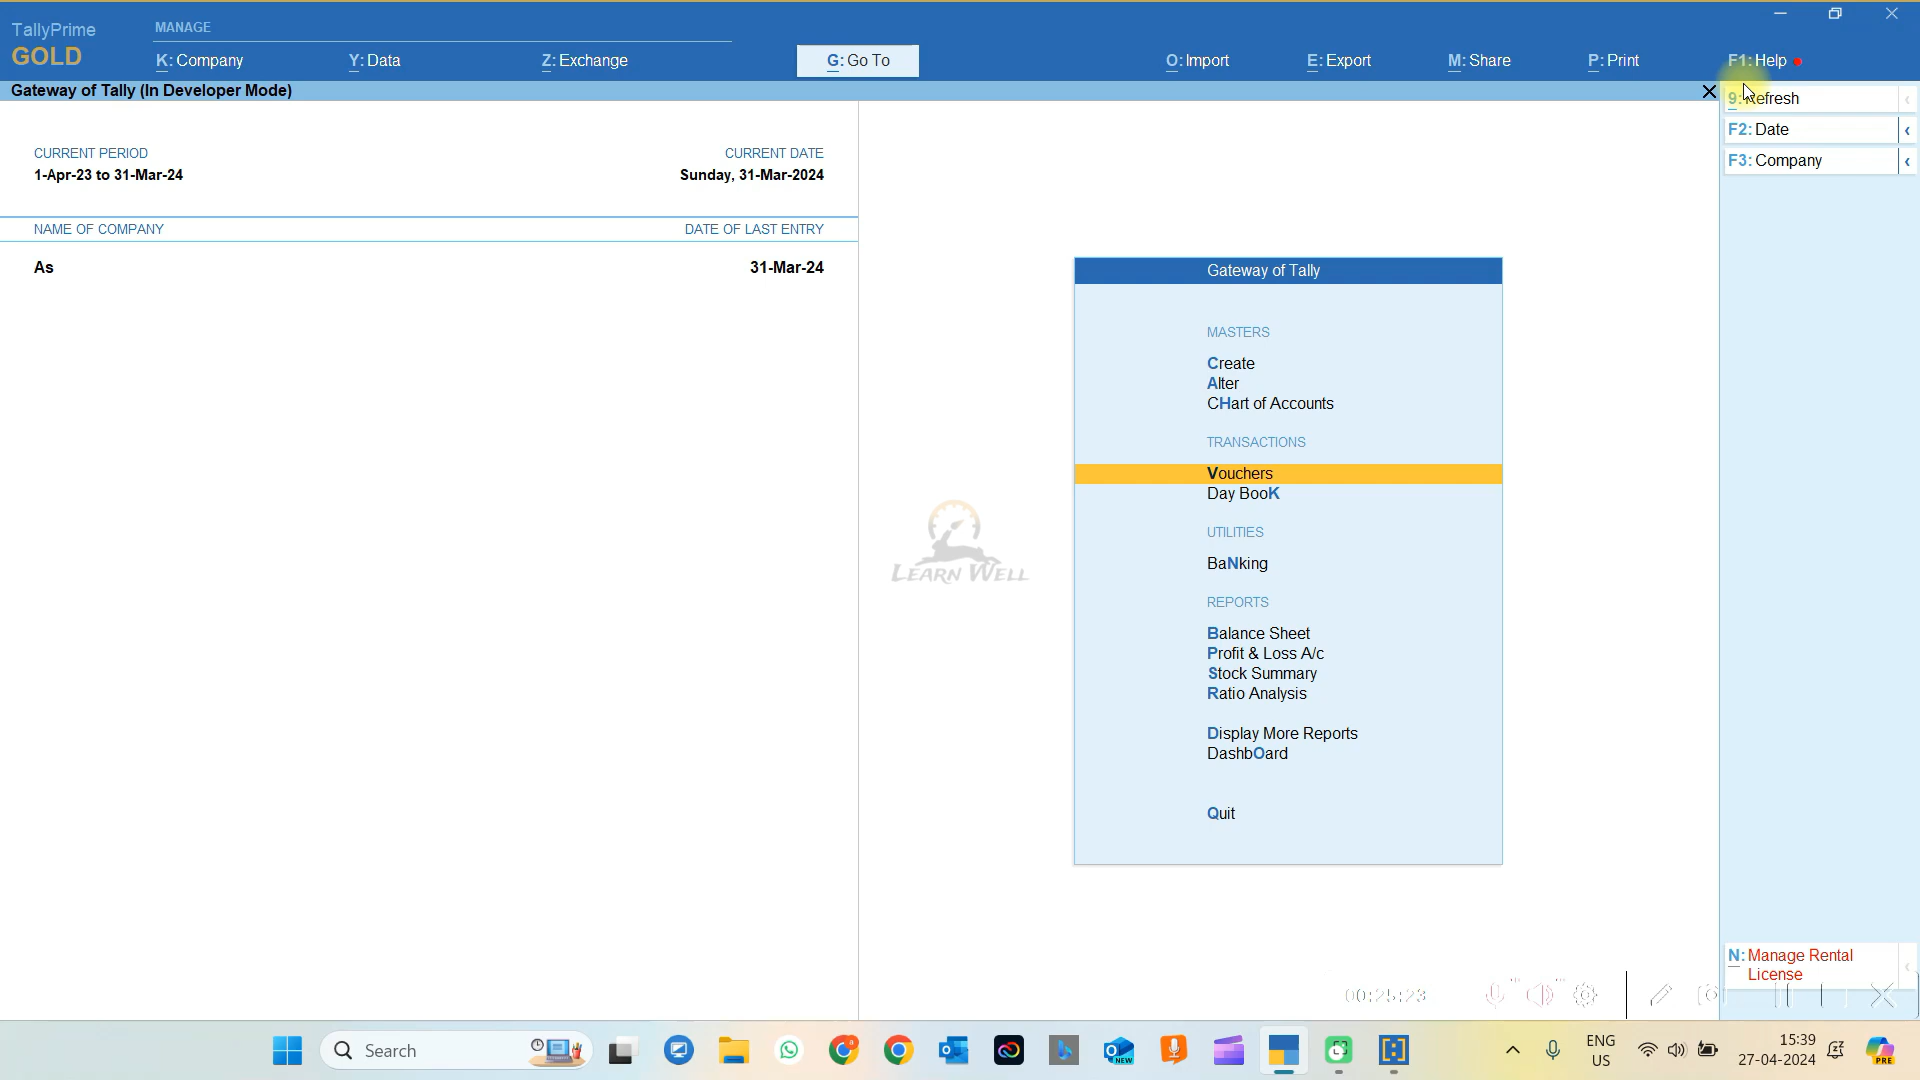 TallyPrime
GOLD
MANAGE
K: Company
Y: Data
Z: Exchange
G: Go To
O: Import
E: Export
M: Share
P: Print
F1: Help
Gateway of Tally (In Developer Mode)
9: Refresh
F2: Date
F3: Company
CURRENT PERIOD
CURRENT DATE
1-Apr-23 to 31-Mar-24
Sunday, 31-Mar-2024
NAME OF COMPANY
DATE OF LAST ENTRY
As
31-Mar-24
Gateway of Tally
MASTERS
Create
Alter
CHart of Accounts
TRANSACTIONS
Vouchers
Day BooK
UTILITIES
BaNking
REPORTS
Balance Sheet
Profit & Loss A/c
Stock Summary
Ratio Analysis
Display More Reports
DashbOard
Quit
LEARN WELL
N: Manage Rental
License
00:25:23
Search
NEW
ENG
US
15:39
27-04-2024
PRE